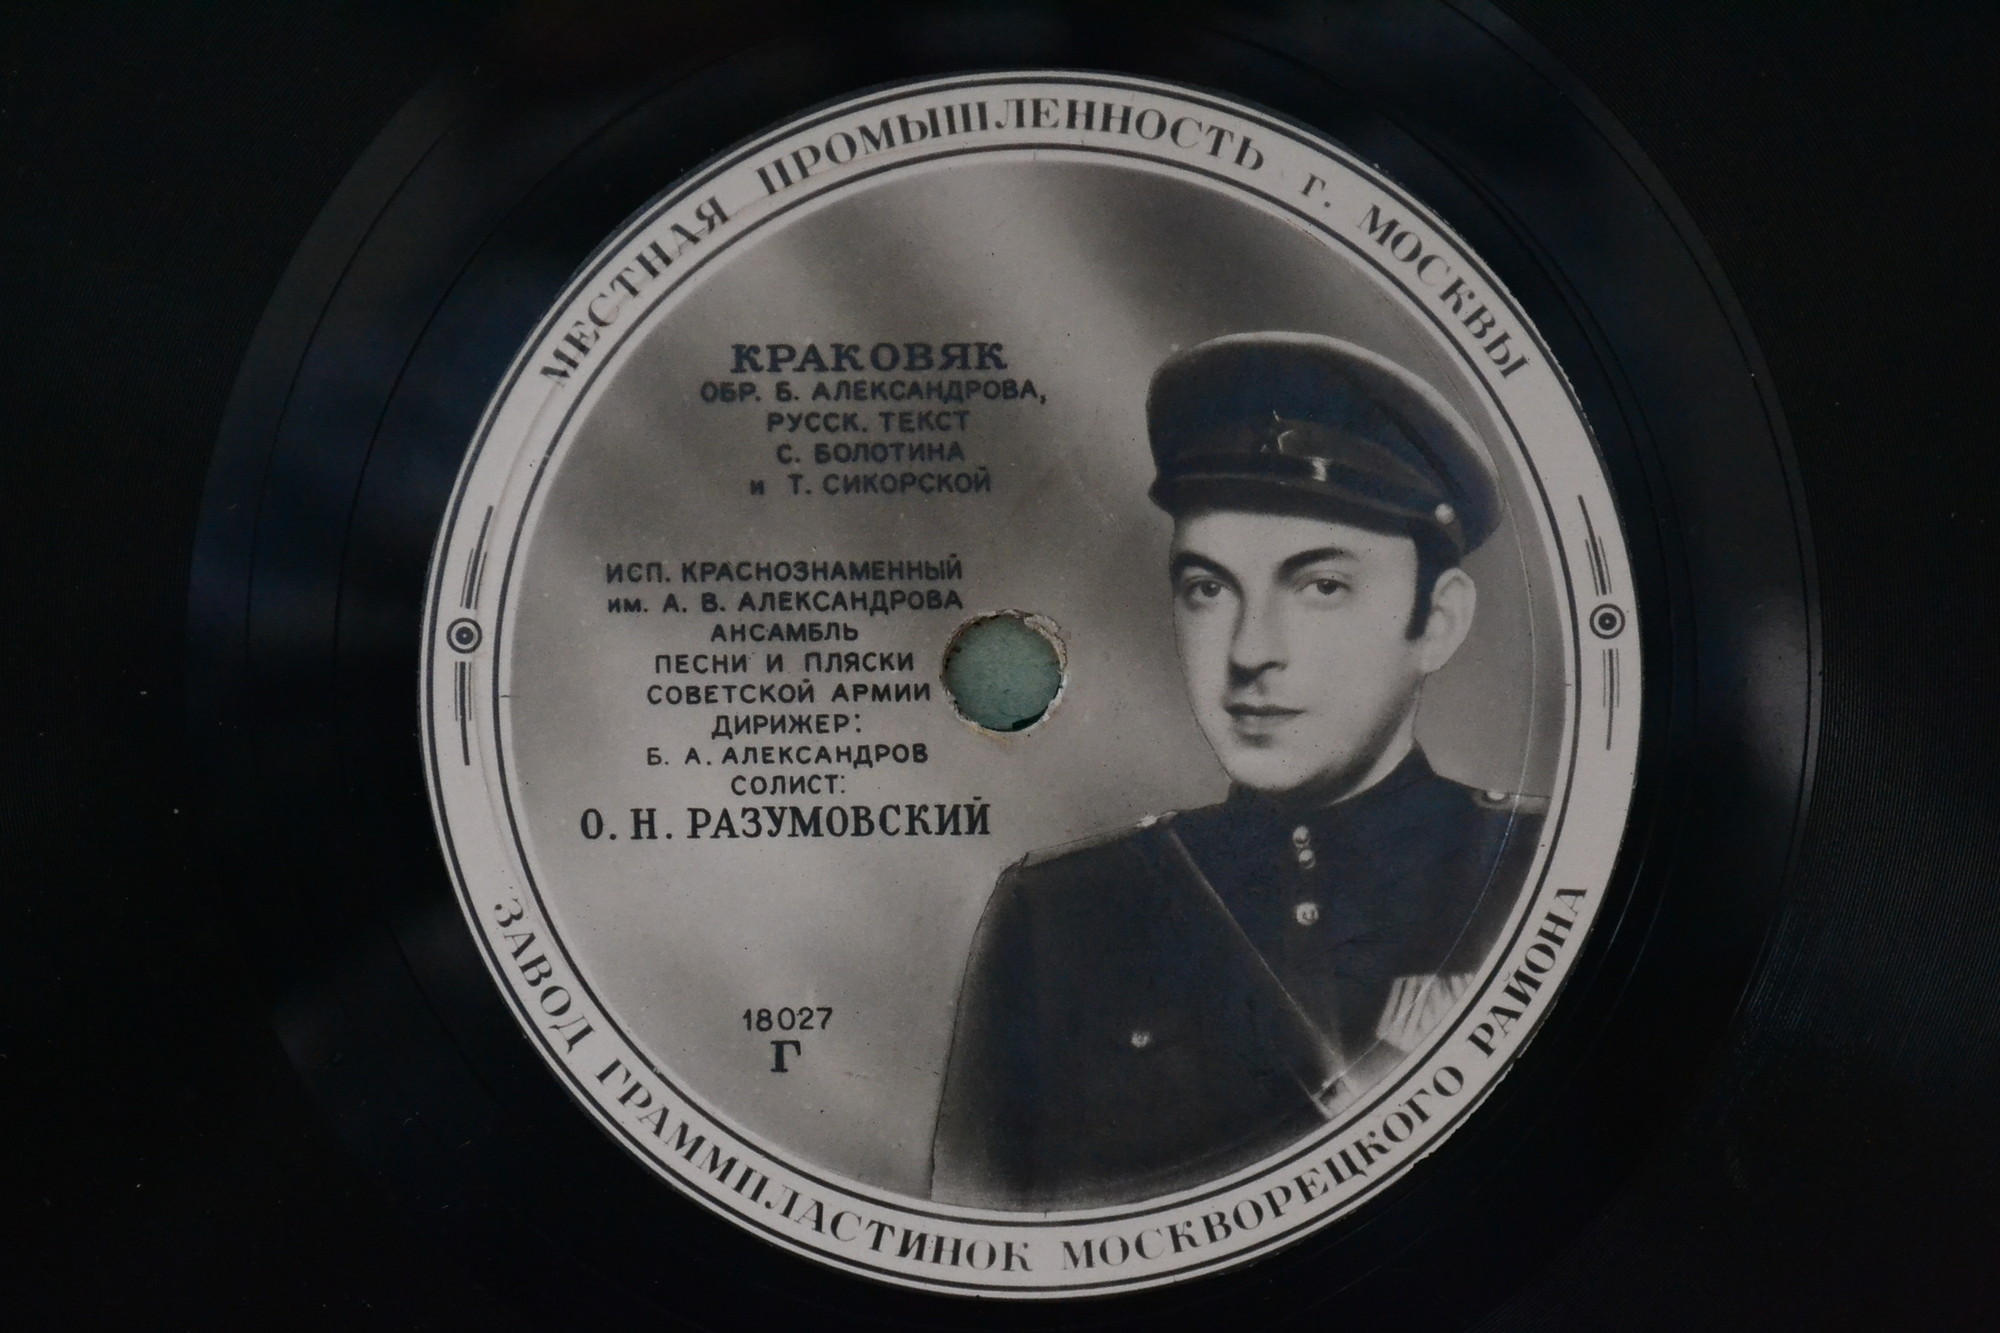 МЕСТНАЯ ПРОМЫШЛЕННОСТЬ г. МОСКВЫ
КРАКОВЯК
ОБР. Б. АЛЕКСАНДРОВА,
РУССК. ТЕКСТ
С. БОЛОТИНА
и Т. СИКОРСКОЙ
ИСП. КРАСНОЗНАМЕННЫЙ
им. А. В. АЛЕКСАНДРОВА
АНСАМБЛЬ
ПЕСНИ И ПЛЯСКИ
СОВЕТСКОЙ АРМИИ
ДИРИЖЕР:
Б. А. АЛЕКСАНДРОВ
СОЛИСТ:
О. Н. РАЗУМОВСКИЙ
18027
Г
ЗАВОД ГРАММПЛАСТИНОК МОСКВОРЕЦКОГО РАЙОНА